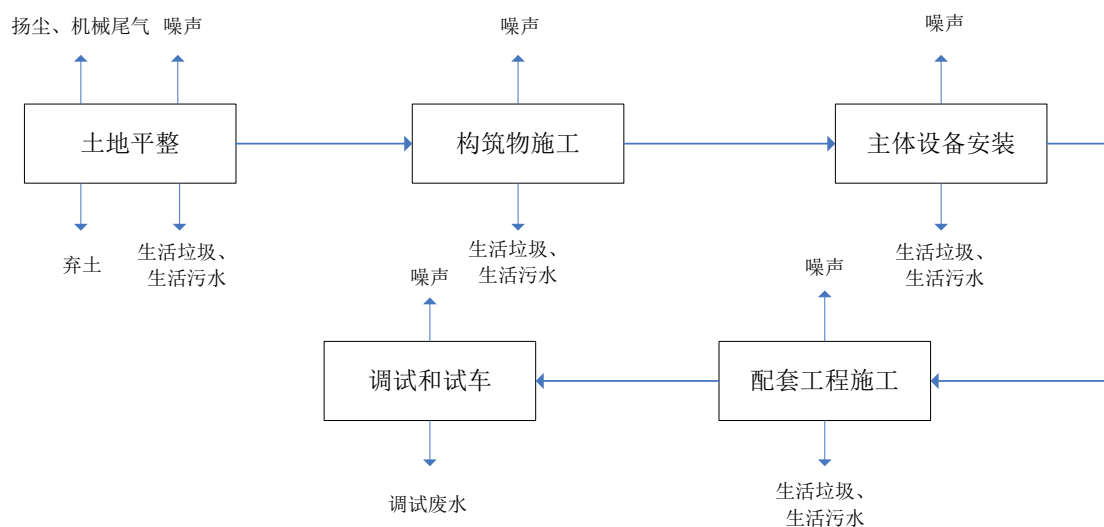 扬尘、机械尾气
噪声
噪声
噪声
土地平整
构筑物施工
主体设备安装
弃土
生活垃圾、
生活污水
生活垃圾、
生活污水
生活垃圾、
生活污水
噪声
噪声
调试和试车
配套工程施工
调试废水
生活垃圾、
生活污水